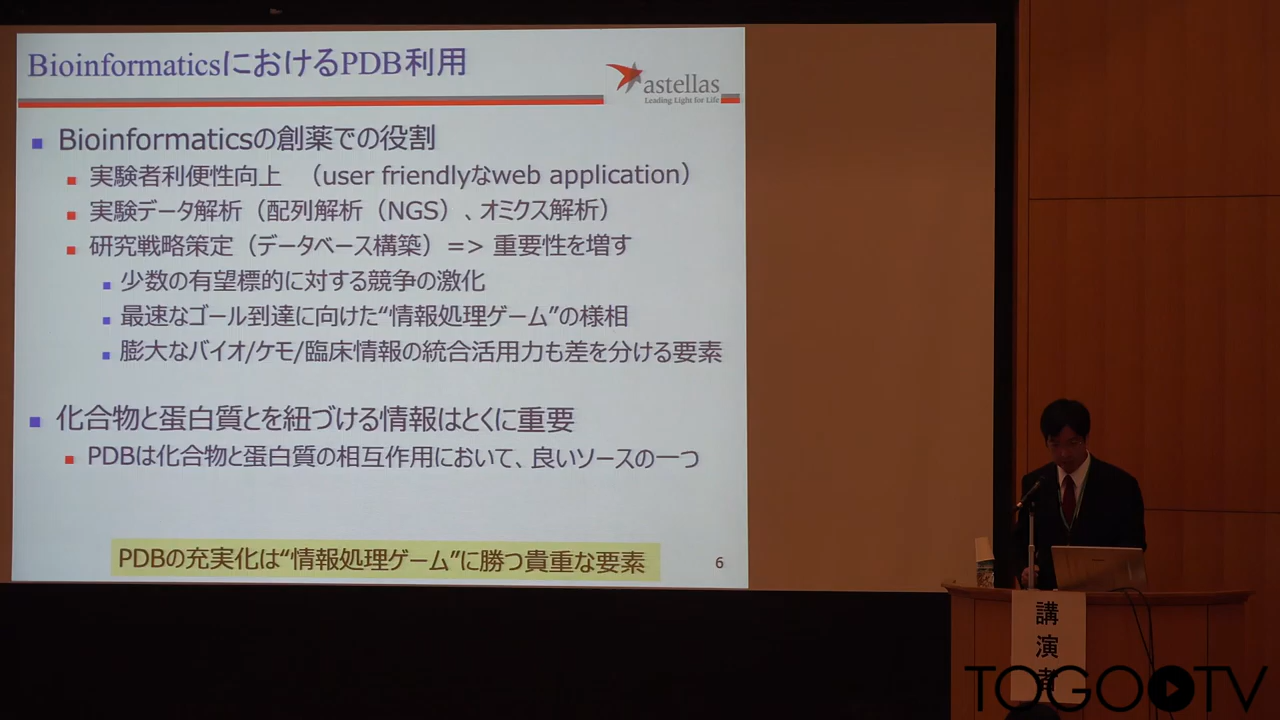 BioinformaticsにおけるPDB利用
astellas
Leading Light for Life
Bioinformaticsの創薬での役割
実験者利便性向上 （user friendlyなweb application）
実験データ解析（配列解析（NGS）、オミクス解析）
研究戦略策定（データベース構築）=> 重要性を増す
少数の有望標的に対する競争の激化
最速なゴール到達に向けた“情報処理ゲーム”の様相
膨大なバイオ/ケモ/臨床情報の統合活用力も差を分ける要素
化合物と蛋白質とを紐づける情報はとくに重要
PDBは化合物と蛋白質の相互作用において、良いソースの一つ
PDBの充実化は“情報処理ゲーム”に勝つ貴重な要素
6
講演者
TOGOTV